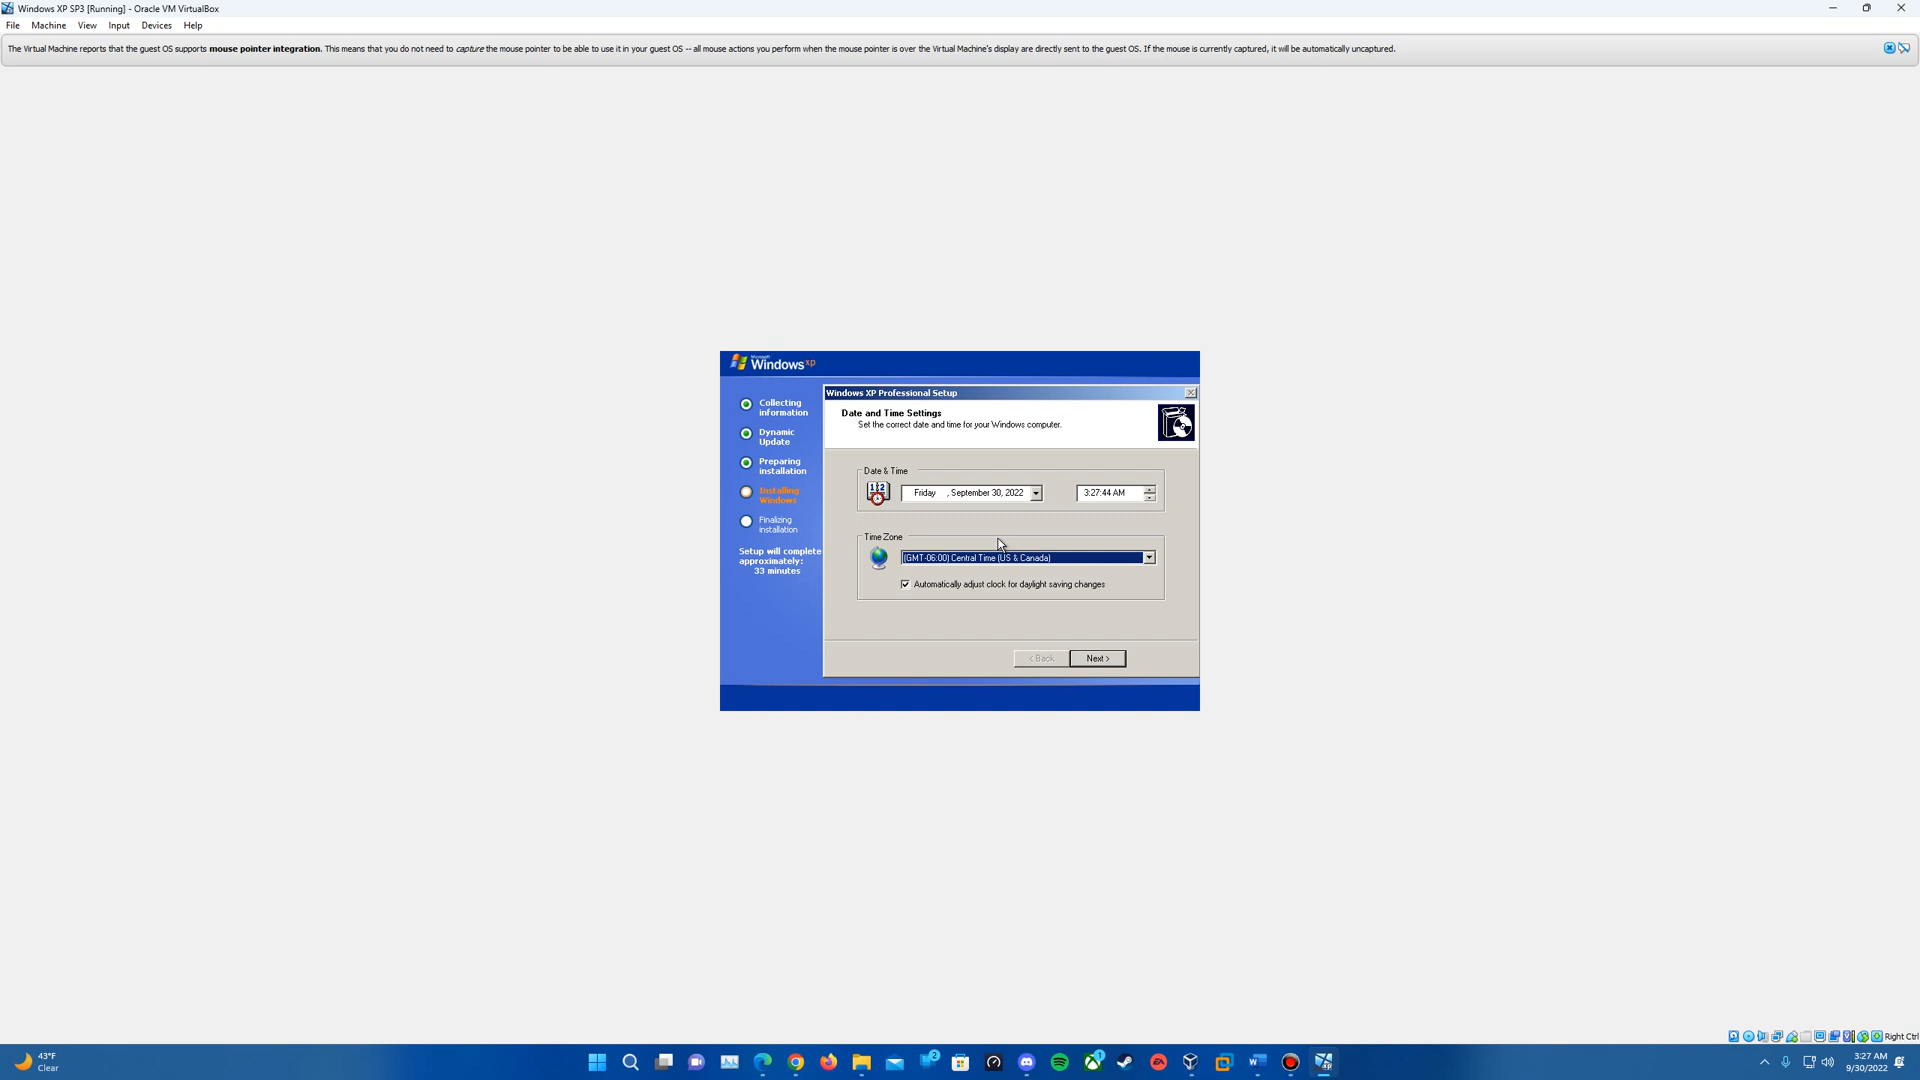 Windows XP SP3 [Running] - Oracle VM VirtualBox
File Machine View Input Devices Help
The Virtual Machine reports that the guest OS supports mouse pointer integration. This means that you do not need to capture the mouse pointer to be able to use it in your guest OS -- all mouse actions you perform when the mouse pointer is over the Virtual Machine's display are directly sent to the guest OS. If the mouse is currently captured, it will be automatically uncaptured.
Microsoft
Windows xp
Collecting
information
Dynamic
Update
Preparing
installation
Installing
Windows
Finalizing
installation
Setup will complete
approximately:
33 minutes
Windows XP Professional Setup
Date and Time Settings
Set the correct date and time for your Windows computer.
Date & Time
Friday , September 30, 2022
3:27:44 AM
Time Zone
(GMT-06:00) Central Time (US & Canada)
Automatically adjust clock for daylight saving changes
< Back
Next >
Right Ctrl
43°F
Clear
2
1
3:27 AM
9/30/2022